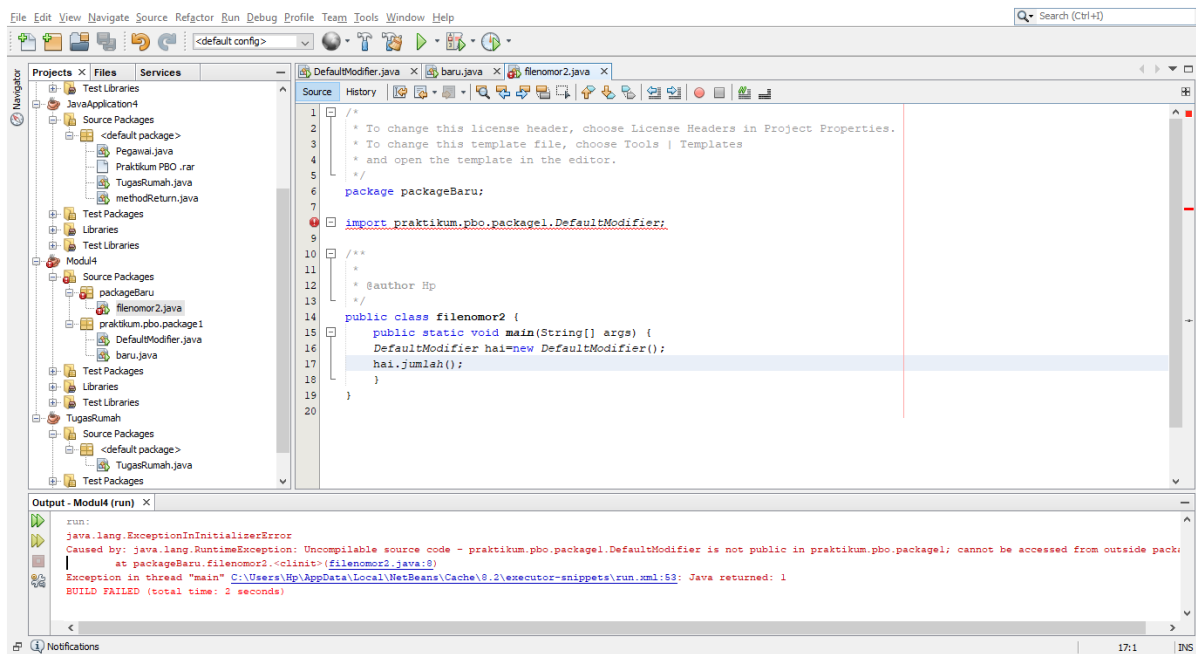 File Edit View Navigate Source Refactor Run Debug Profile Team Tools Window Help
Search (Ctrl+I)
<default config>
Navigator
Projects × Files Services
Test Libraries
JavaApplication4
Source Packages
<default package>
Pegawai.java
Praktikum PBO .rar
TugasRumah.java
methodReturn.java
Test Packages
Libraries
Test Libraries
Modul4
Source Packages
packageBaru
filenomor2.java
praktikum.pbo.package1
DefaultModifier.java
baru.java
Test Packages
Libraries
Test Libraries
TugasRumah
Source Packages
<default package>
TugasRumah.java
Test Packages
DefaultModifier.java × baru.java × filenomor2.java ×
Source History
1 /*
2 * To change this license header, choose License Headers in Project Properties.
3 * To change this template file, choose Tools | Templates
4 * and open the template in the editor.
5 */
6 package packageBaru;
7
import praktikum.pbo.package1.DefaultModifier;
9
10 /**
11 *
12 * @author Hp
13 */
14 public class filenomor2 {
15 public static void main(String[] args) {
16 DefaultModifier hai=new DefaultModifier();
17 hai.jumlah();
18 }
19 }
20
Output - Modul4 (run) ×
run:
java.lang.ExceptionInInitializerError
Caused by: java.lang.RuntimeException: Uncompilable source code - praktikum.pbo.package1.DefaultModifier is not public in praktikum.pbo.package1; cannot be accessed from outside packa
at packageBaru.filenomor2.<clinit>(filenomor2.java:8)
Exception in thread "main" C:\Users\Hp\AppData\Local\NetBeans\Cache\8.2\executor-snippets\run.xml:53: Java returned: 1
BUILD FAILED (total time: 2 seconds)
Notifications
17:1 INS